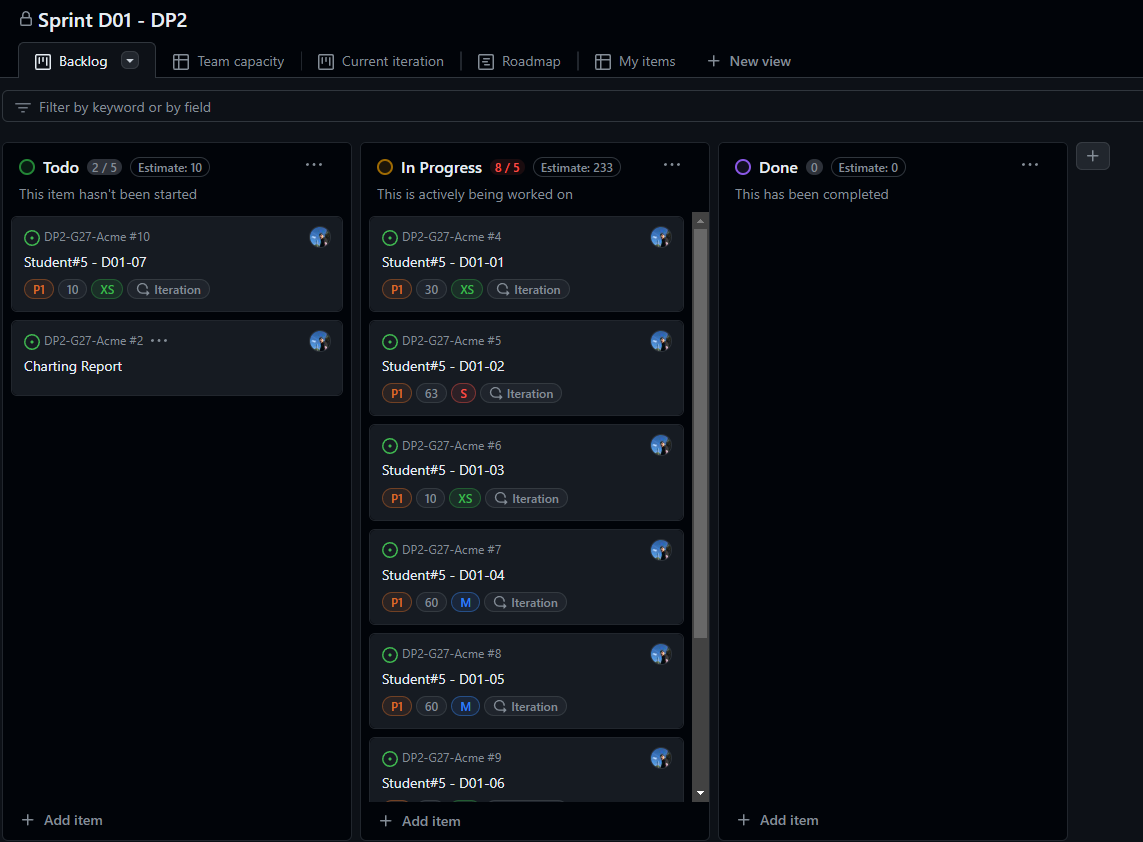 Sprint D01 - DP2
Backlog
Team capacity
Current iteration
Roadmap
My items
New view
Filter by keyword or by field
Todo 2 / 5 Estimate: 10
This item hasn't been started
DP2-G27-Acme #10
Student#5 - D01-07
P1 10 XS Iteration
DP2-G27-Acme #2
Charting Report
Add item
In Progress 8 / 5 Estimate: 233
This is actively being worked on
DP2-G27-Acme #4
Student#5 - D01-01
P1 30 XS Iteration
DP2-G27-Acme #5
Student#5 - D01-02
P1 63 S Iteration
DP2-G27-Acme #6
Student#5 - D01-03
P1 10 XS Iteration
DP2-G27-Acme #7
Student#5 - D01-04
P1 60 M Iteration
DP2-G27-Acme #8
Student#5 - D01-05
P1 60 M Iteration
DP2-G27-Acme #9
Student#5 - D01-06
Add item
Done 0 Estimate: 0
This has been completed
Add item